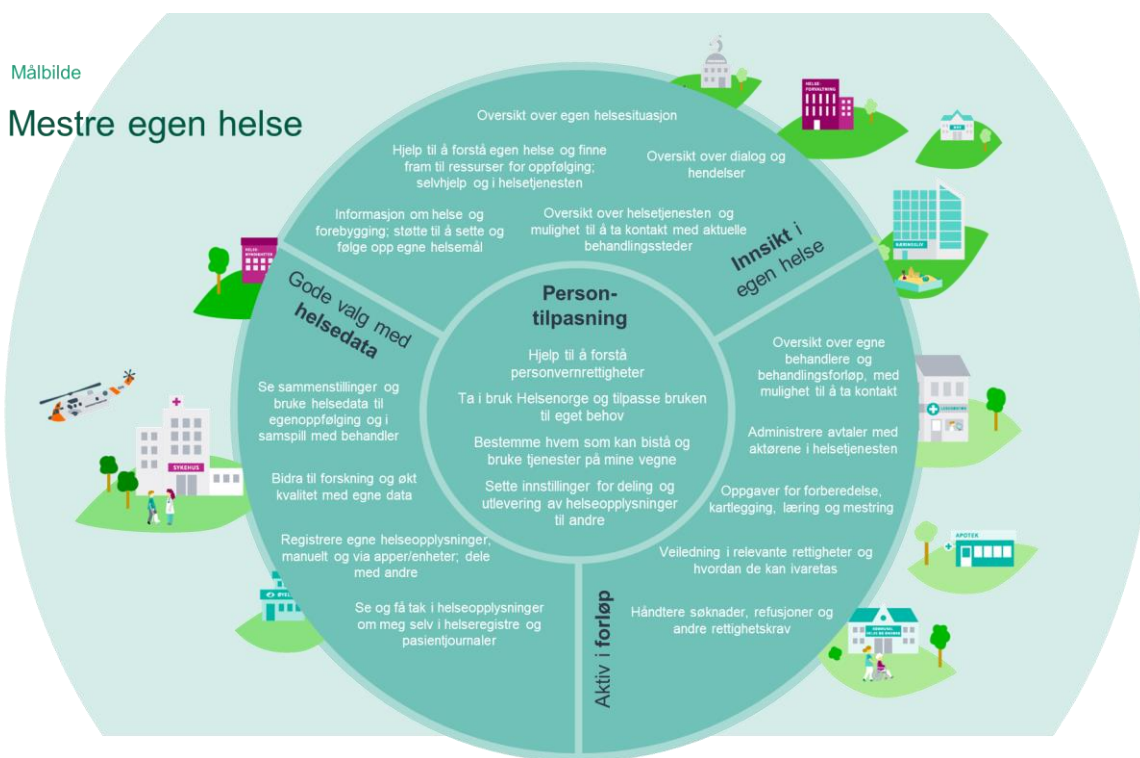 Målbilde
Mestre egen helse
Oversikt over egen helsesituasjon
Hjelp til å forstå egen helse og finne
fram til ressurser for oppfølging;
selvhjelp og i helsetjenesten
Oversikt over dialog og
hendelser
Informasjon om helse og
forebygging; støtte til å sette og
følge opp egne helsemål
Oversikt over helsetjenesten og
mulighet til å ta kontakt med aktuelle
behandlingssteder
Innsikt i
egen helse
Gode valg med
helsedata
Se sammenstillinger og
bruke helsedata til
egenoppfølging og i
samspill med behandler
Bidra til forskning og økt
kvalitet med egne data
Registrere egne helseopplysninger,
manuelt og via apper/enheter; dele
med andre
Se og få tak i helseopplysninger
om meg selv i helseregistre og
pasientjournaler
Person-
tilpasning
Hjelp til å forstå
personvernrettigheter
Ta i bruk Helsenorge og tilpasse bruken
til eget behov
Bestemme hvem som kan bistå og
bruke tjenester på mine vegne
Sette innstillinger for deling og
utlevering av helseopplysninger
til andre
Oversikt over egne
behandlere og
behandlingsforløp, med
mulighet til å ta kontakt
Administrere avtaler med
aktørene i helsetjenesten
Oppgaver for forberedelse,
kartlegging, læring og mestring
Veiledning i relevante rettigheter og
hvordan de kan ivaretas
Håndtere søknader, refusjoner og
andre rettighetskrav
Aktiv i forløp
HELSE-
FORVALTNING
NÆRINGSLIV
SYKEHUS
APOTEK